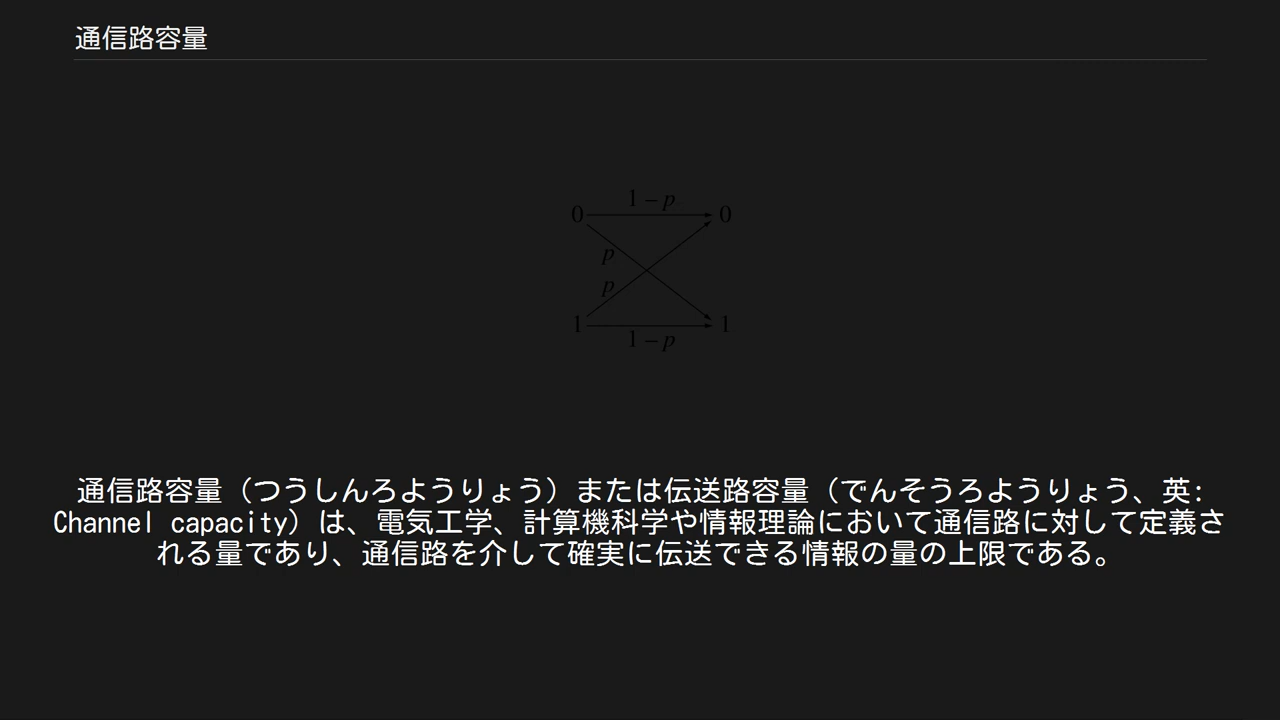 通信路容量
1 − p
0 0
p
p
1 1
1 − p
通信路容量（つうしんろようりょう）または伝送路容量（でんそうろようりょう、英:
Channel capacity）は、電気工学、計算機科学や情報理論において通信路に対して定義さ
れる量であり、通信路を介して確実に伝送できる情報の量の上限である。